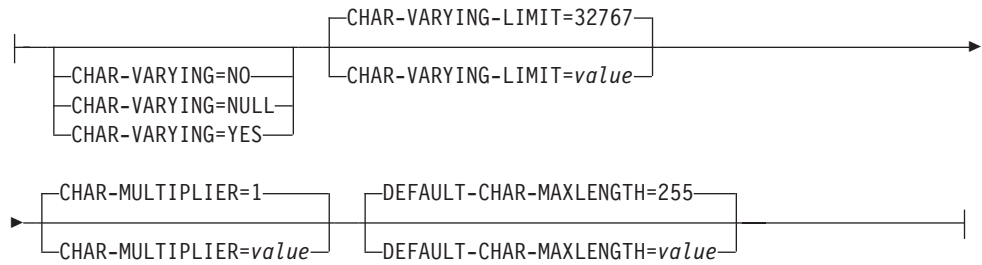 CHAR-VARYING-LIMIT=32767
CHAR-VARYING=NO
CHAR-VARYING=NULL
CHAR-VARYING=YES
CHAR-VARYING-LIMIT=value
CHAR-MULTIPLIER=1
CHAR-MULTIPLIER=value
DEFAULT-CHAR-MAXLENGTH=255
DEFAULT-CHAR-MAXLENGTH=value